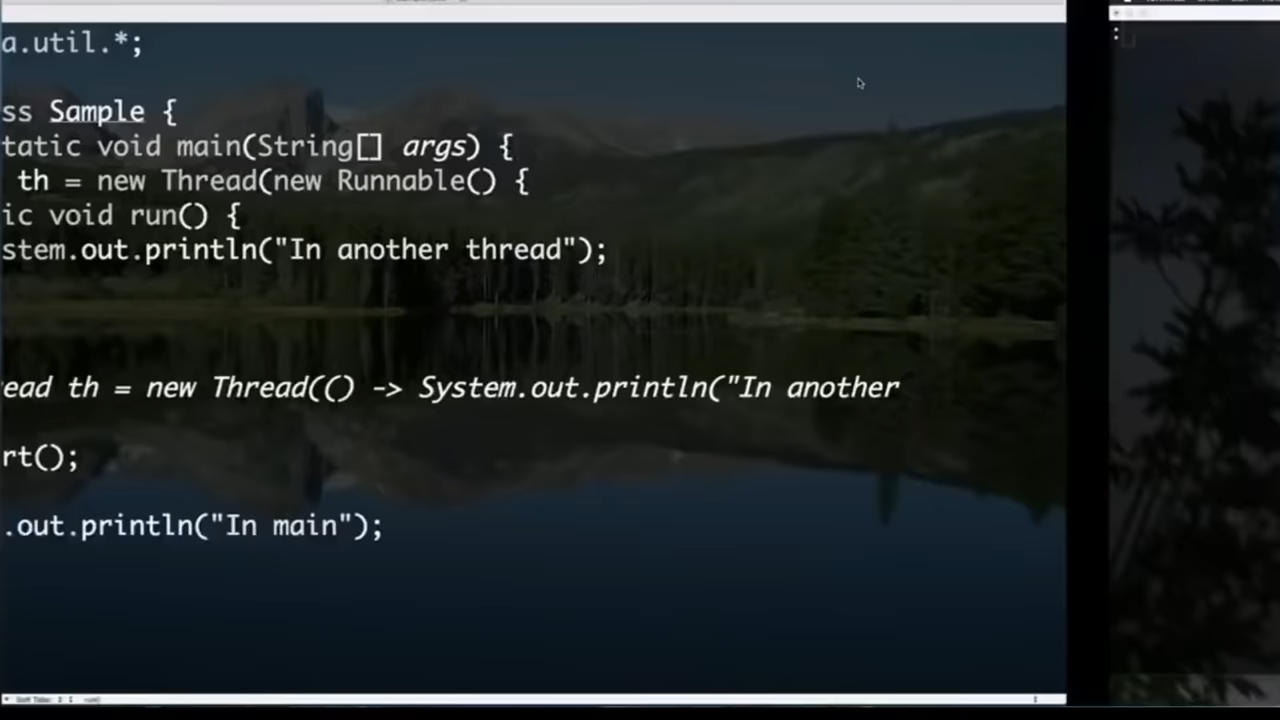 a.util.*;
ss Sample {
tatic void main(String[] args) {
th = new Thread(new Runnable() {
ic void run() {
stem.out.println("In another thread");
ead th = new Thread(() -> System.out.println("In another
rt();
.out.println("In main");